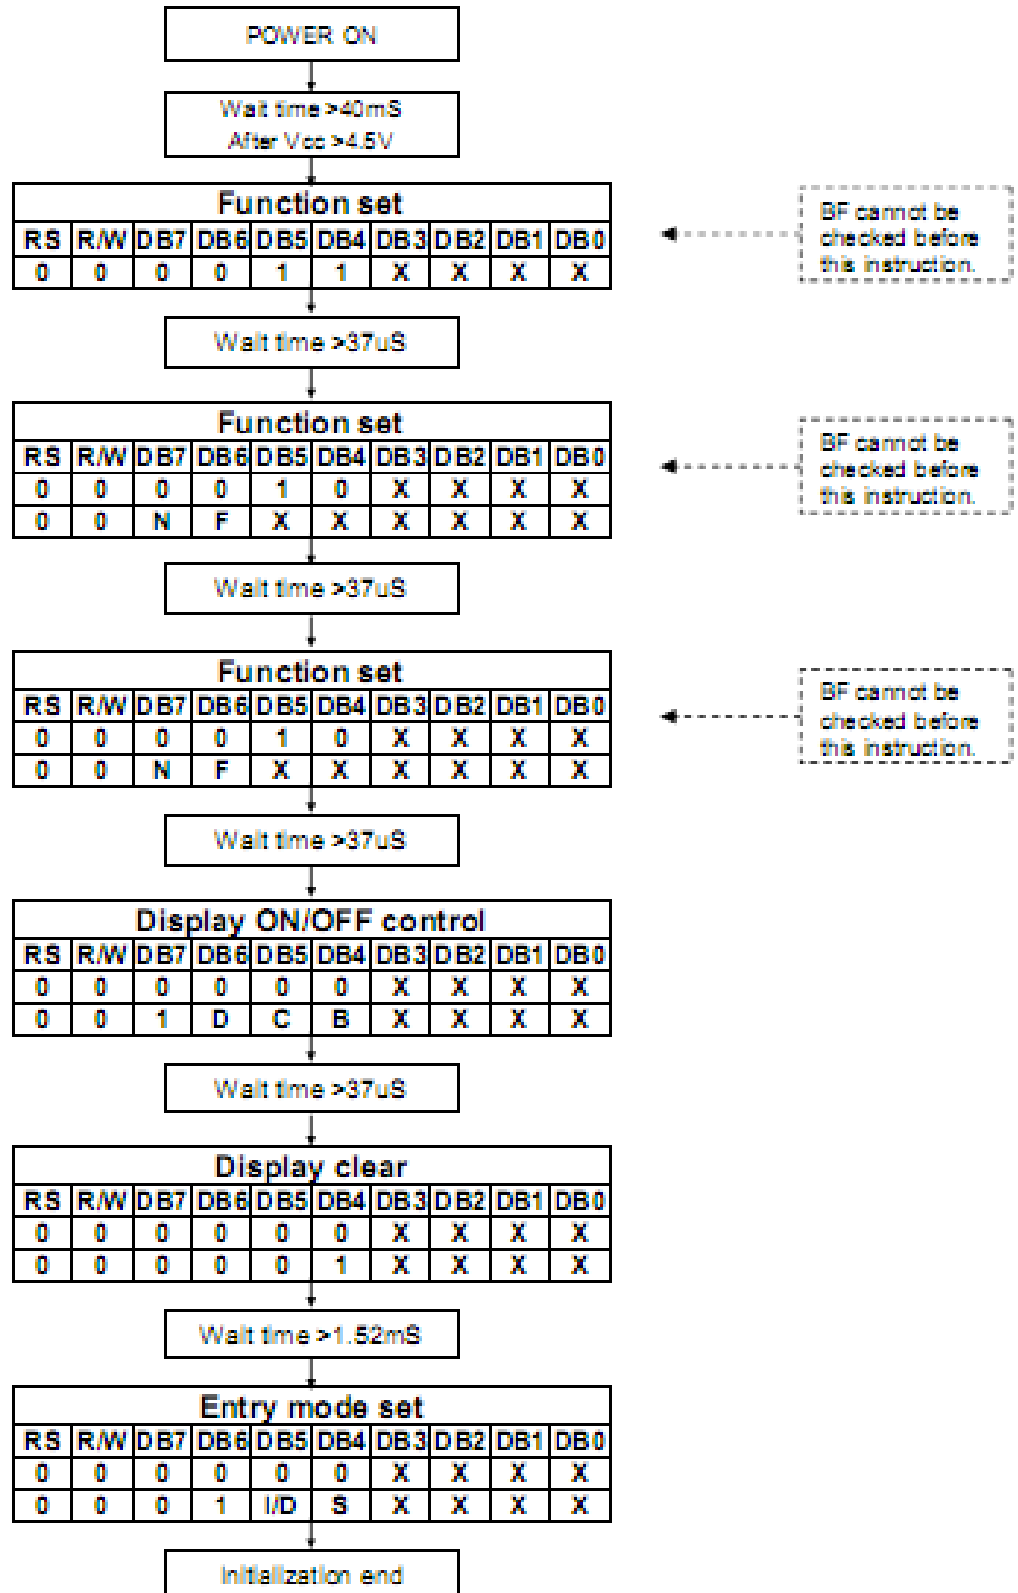 POWER ON
Wait time >40mS
After Vcc >4.5V
Function set
RS R/W DB7 DB6 DB5 DB4 DB3 DB2 DB1 DB0
0 0 0 0 1 1 X X X X
BF cannot be
checked before
this instruction.
Wait time >37uS
Function set
RS R/W DB7 DB6 DB5 DB4 DB3 DB2 DB1 DB0
0 0 0 0 1 0 X X X X
0 0 N F X X X X X X
BF cannot be
checked before
this instruction.
Wait time >37uS
Function set
RS R/W DB7 DB6 DB5 DB4 DB3 DB2 DB1 DB0
0 0 0 0 1 0 X X X X
0 0 N F X X X X X X
BF cannot be
checked before
this instruction.
Wait time >37uS
Display ON/OFF control
RS R/W DB7 DB6 DB5 DB4 DB3 DB2 DB1 DB0
0 0 0 0 0 0 X X X X
0 0 1 D C B X X X X
Wait time >37uS
Display clear
RS R/W DB7 DB6 DB5 DB4 DB3 DB2 DB1 DB0
0 0 0 0 0 0 X X X X
0 0 0 0 0 1 X X X X
Wait time >1.52mS
Entry mode set
RS R/W DB7 DB6 DB5 DB4 DB3 DB2 DB1 DB0
0 0 0 0 0 0 X X X X
0 0 0 1 I/D S X X X X
Initialization end